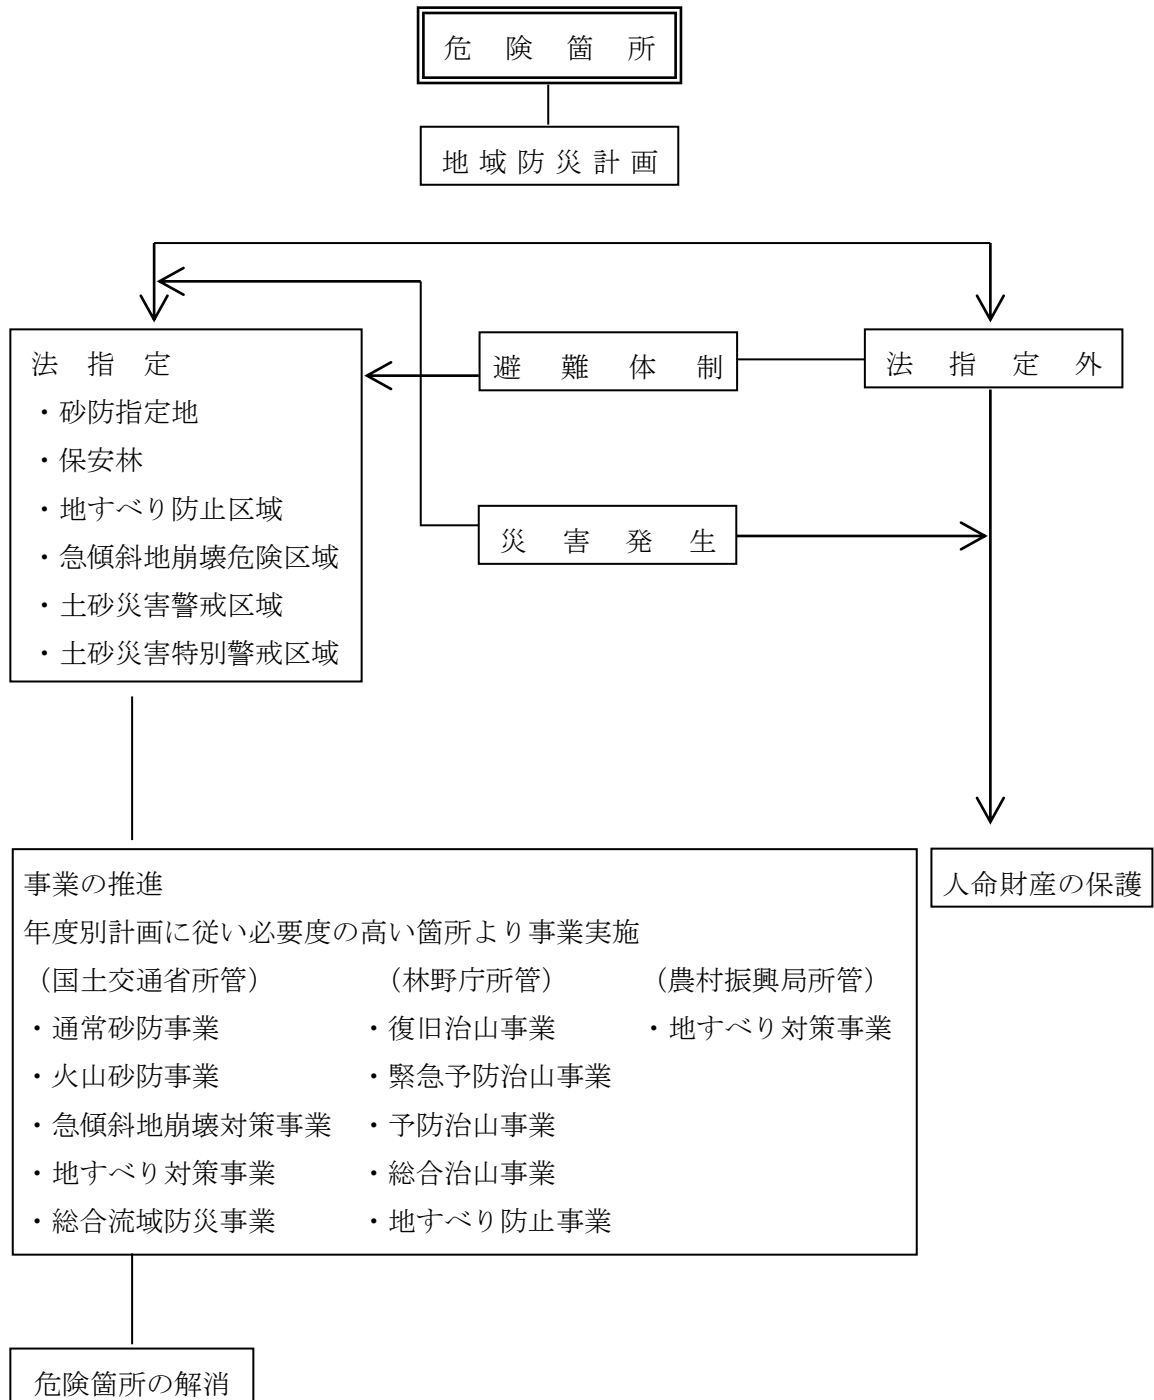 危険箇所
地域防災計画
法指定
・砂防指定地
・保安林
・地すべり防止区域
・急傾斜地崩壊危険区域
・土砂災害警戒区域
・土砂災害特別警戒区域
避難体制
法指定外
災害発生
事業の推進
年度別計画に従い必要度の高い箇所より事業実施
（国土交通省所管） （林野庁所管） （農村振興局所管）
・通常砂防事業 ・復旧治山事業 ・地すべり対策事業
・火山砂防事業 ・緊急予防治山事業
・急傾斜地崩壊対策事業 ・予防治山事業
・地すべり対策事業 ・総合治山事業
・総合流域防災事業 ・地すべり防止事業
人命財産の保護
危険箇所の解消